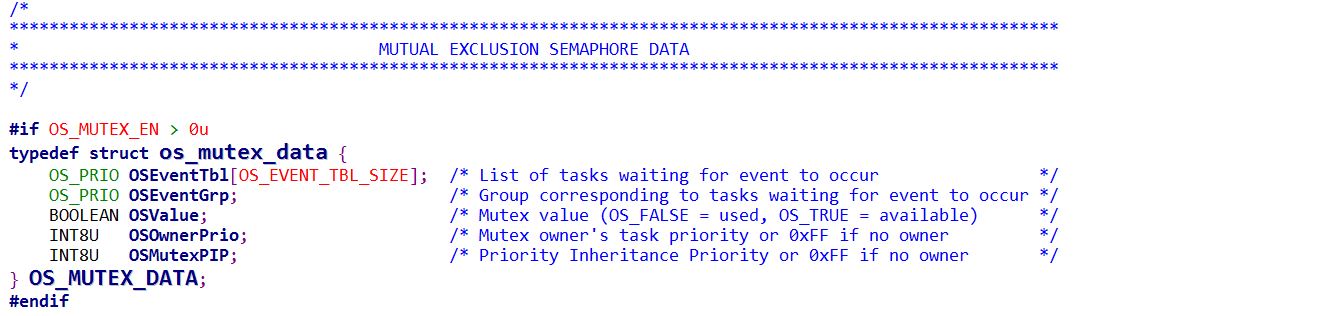 /*
*********************************************************************************************************
*                                    MUTUAL EXCLUSION SEMAPHORE DATA
*********************************************************************************************************
*/
#if OS_MUTEX_EN > 0u
typedef struct os_mutex_data {
    OS_PRIO OSEventTbl[OS_EVENT_TBL_SIZE];  /* List of tasks waiting for event to occur                */
    OS_PRIO OSEventGrp;                     /* Group corresponding to tasks waiting for event to occur */
    BOOLEAN OSValue;                        /* Mutex value (OS_FALSE = used, OS_TRUE = available)      */
    INT8U   OSOwnerPrio;                    /* Mutex owner's task priority or 0xFF if no owner         */
    INT8U   OSMutexPIP;                     /* Priority Inheritance Priority or 0xFF if no owner       */
} OS_MUTEX_DATA;
#endif